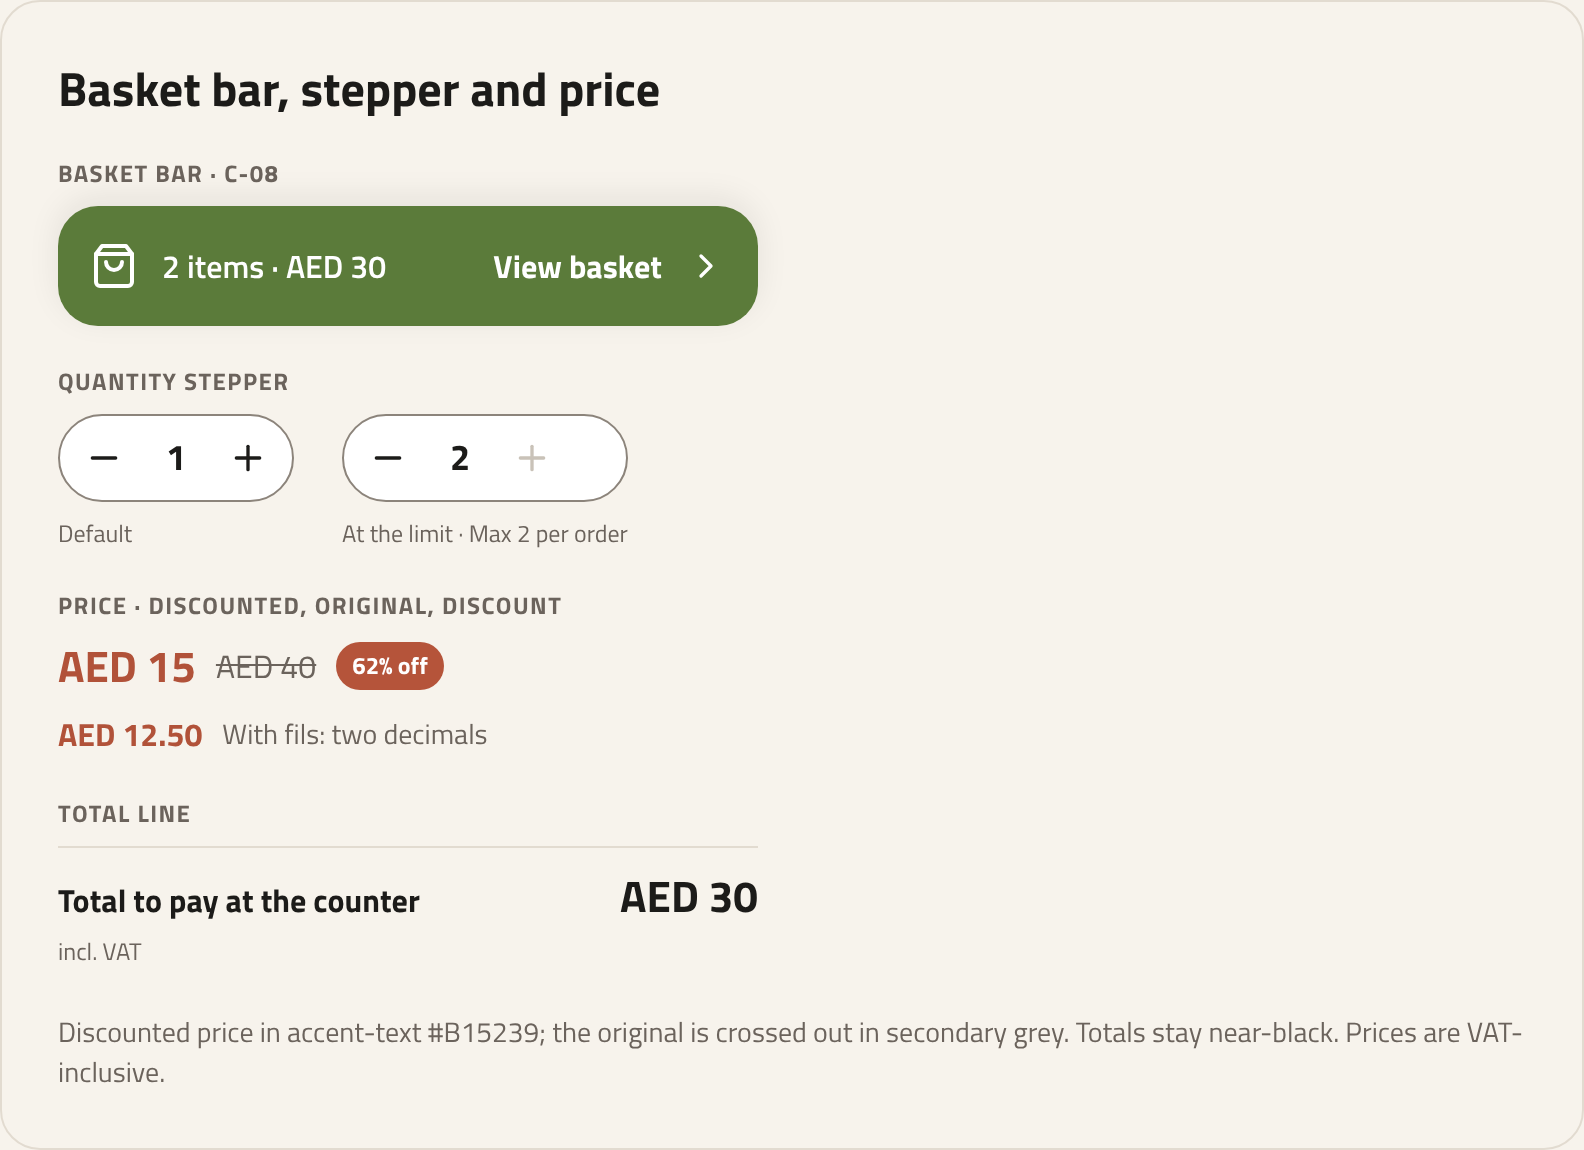 Basket bar, stepper and price
BASKET BAR · C-08
2 items · AED 30 View basket
QUANTITY STEPPER
1 2
Default At the limit · Max 2 per order
PRICE · DISCOUNTED, ORIGINAL, DISCOUNT
AED 15 AED 40 62% off
AED 12.50 With fils: two decimals
TOTAL LINE
Total to pay at the counter AED 30
incl. VAT
Discounted price in accent-text #B15239; the original is crossed out in secondary grey. Totals stay near-black. Prices are VAT-
inclusive.